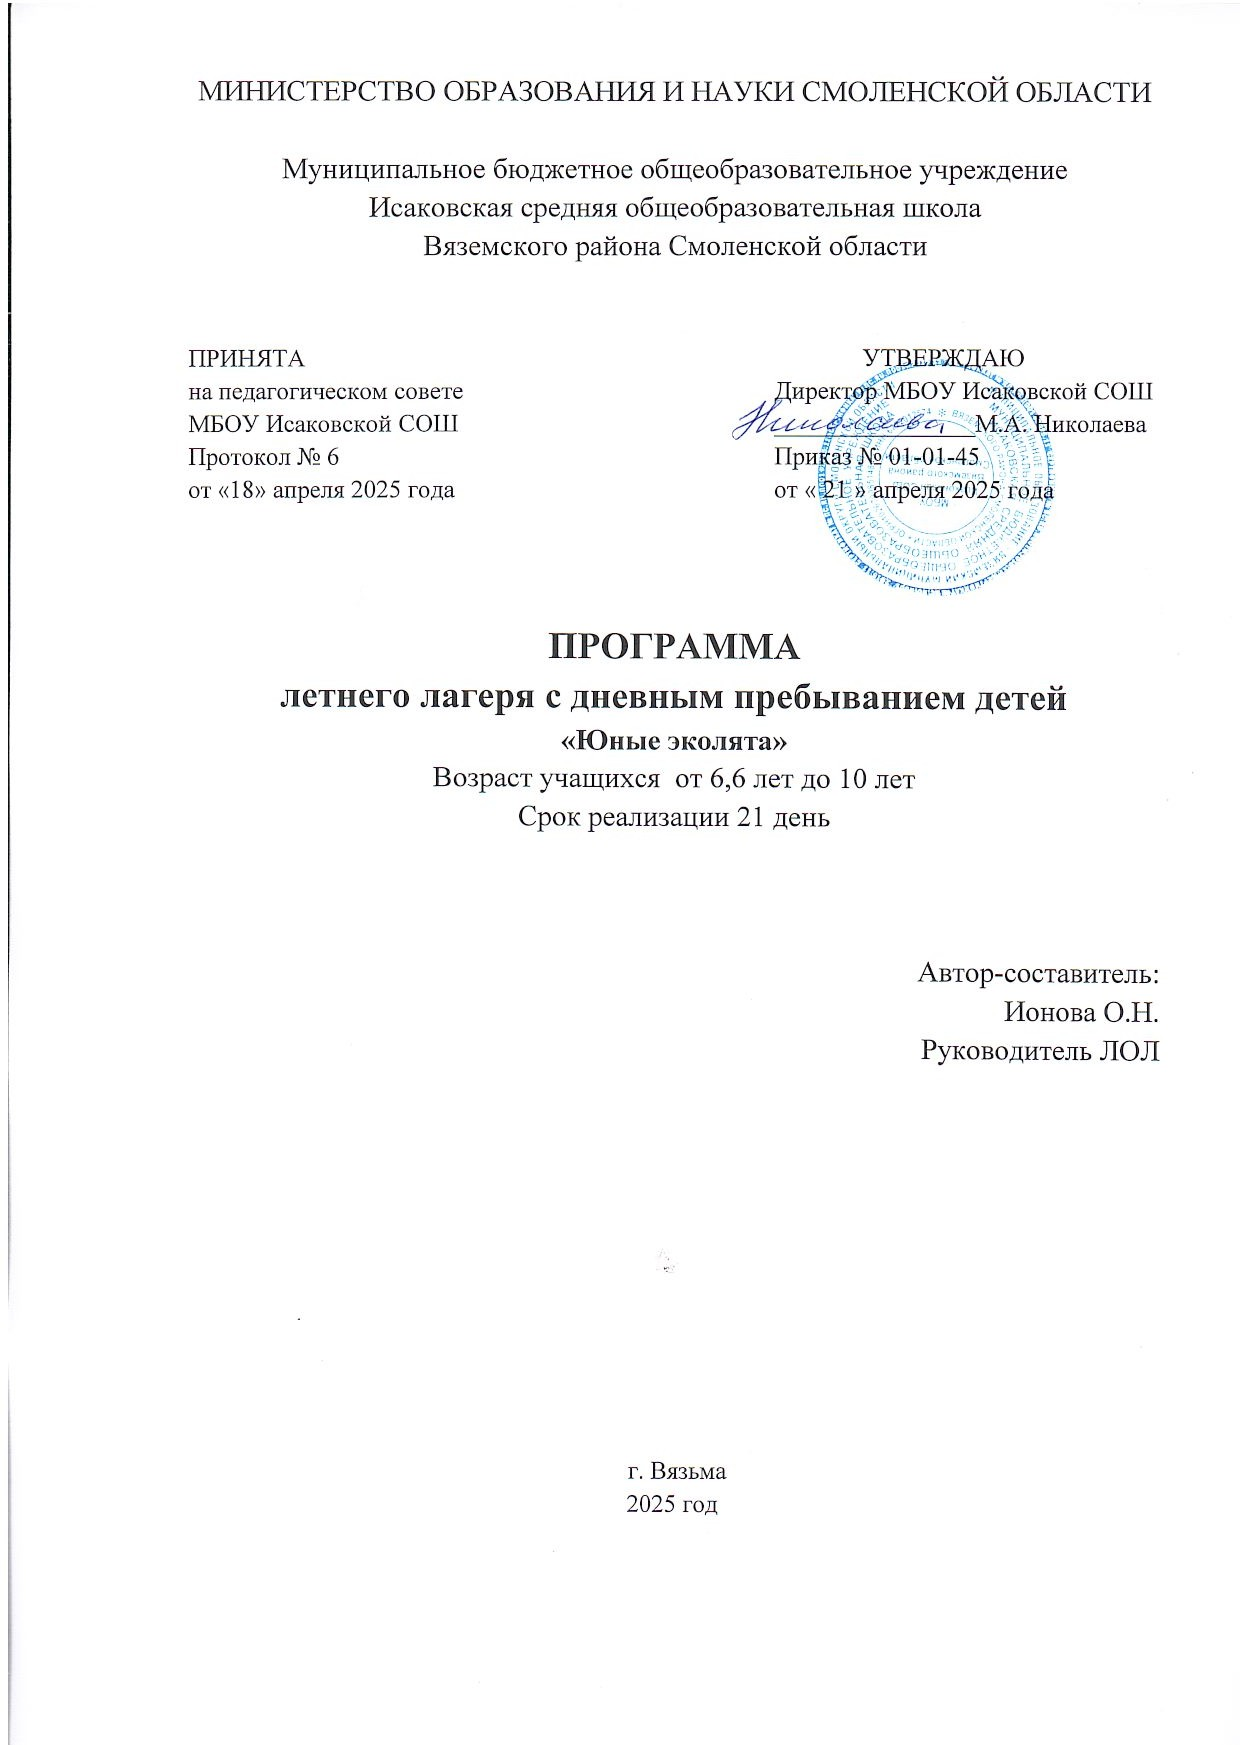 МИНИСТЕРСТВО ОБРАЗОВАНИЯ И НАУКИ СМОЛЕНСКОЙ ОБЛАСТИ
Муниципальное бюджетное общеобразовательное учреждение
Исаковская средняя общеобразовательная школа
Вяземского района Смоленской области
ПРИНЯТА
на педагогическом совете
МБОУ Исаковской СОШ
Протокол № 6
от «18» апреля 2025 года
УТВЕРЖДАЮ
Директор МБОУ Исаковской СОШ
Николаева М.А. Николаева
Приказ № 01-01-45
от « 21 » апреля 2025 года
ПРОГРАММА
летнего лагеря с дневным пребыванием детей
«Юные эколята»
Возраст учащихся от 6,6 лет до 10 лет
Срок реализации 21 день
Автор-составитель:
Ионова О.Н.
Руководитель ЛОЛ
г. Вязьма
2025 год